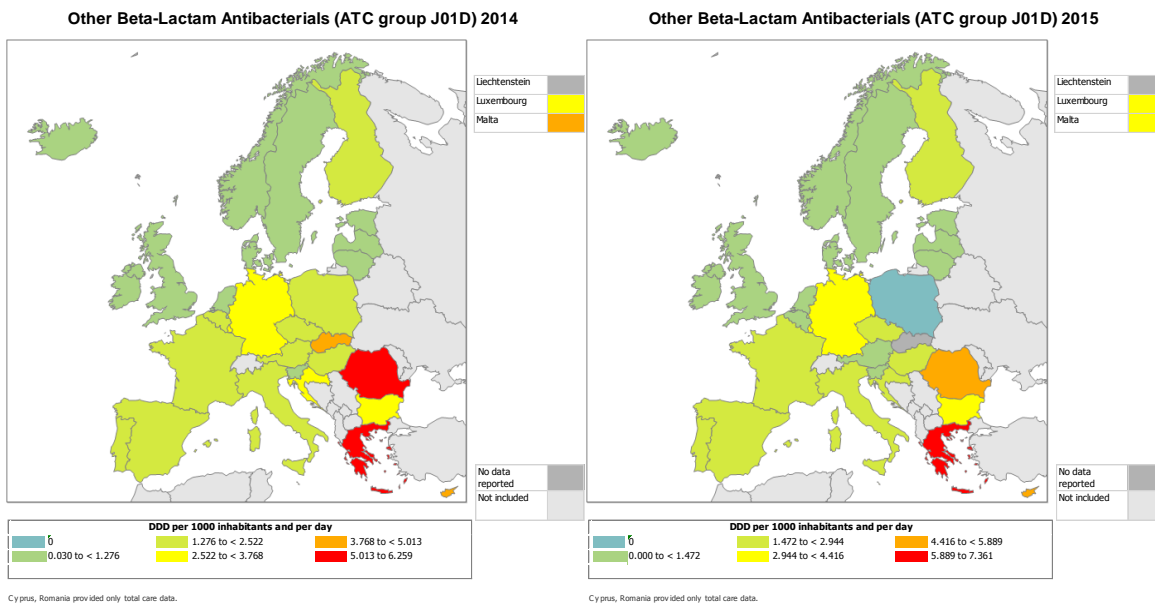 Other Beta-Lactam Antibacterials (ATC group J01D) 2014
Liechtenstein
Luxembourg
Malta
No data
reported
Not included
DDD per 1000 inhabitants and per day
0
1.276 to < 2.522
3.768 to < 5.013
0.030 to < 1.276
2.522 to < 3.768
5.013 to 6.259
Cyprus, Romania provided only total care data.
Other Beta-Lactam Antibacterials (ATC group J01D) 2015
Liechtenstein
Luxembourg
Malta
No data
reported
Not included
DDD per 1000 inhabitants and per day
0
1.472 to < 2.944
4.416 to < 5.889
0.000 to < 1.472
2.944 to < 4.416
5.889 to 7.361
Cyprus, Romania provided only total care data.